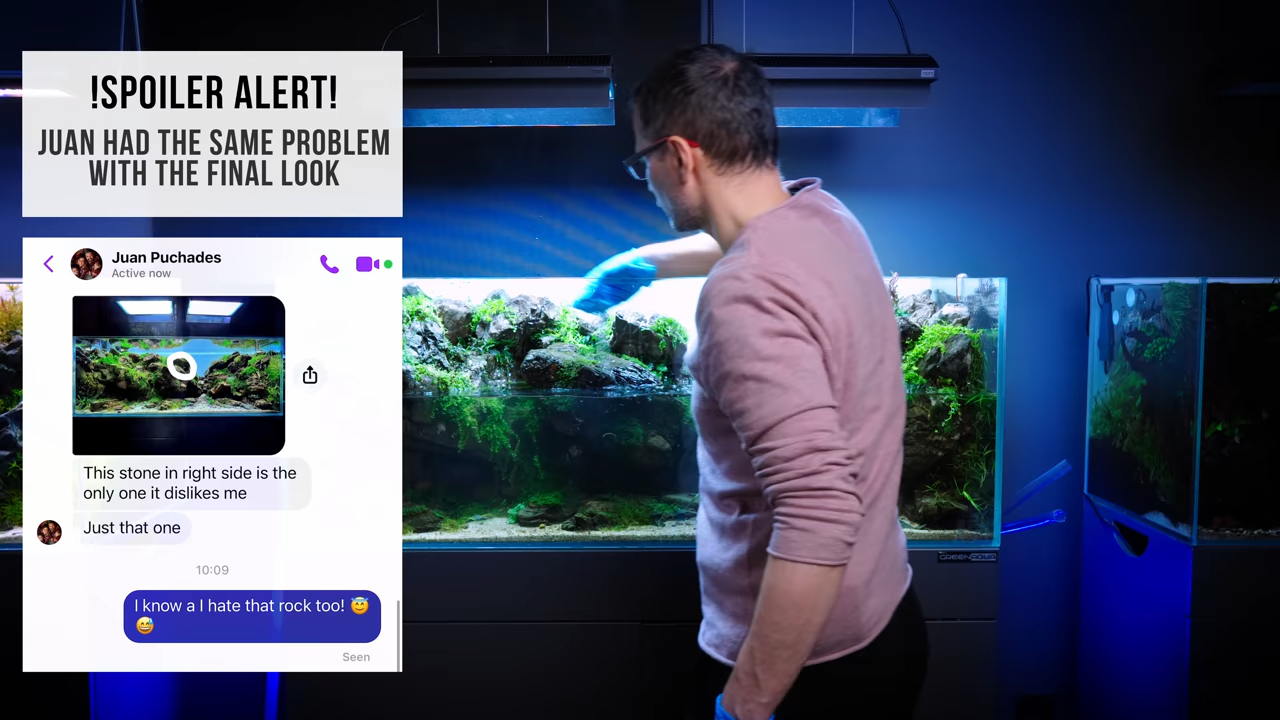 !SPOILER ALERT!
JUAN HAD THE SAME PROBLEM
WITH THE FINAL LOOK
Juan Puchades
Active now
This stone in right side is the
only one it dislikes me
Just that one
10:09
I know a I hate that rock too! 😇
😅
Seen
GREENAQUA